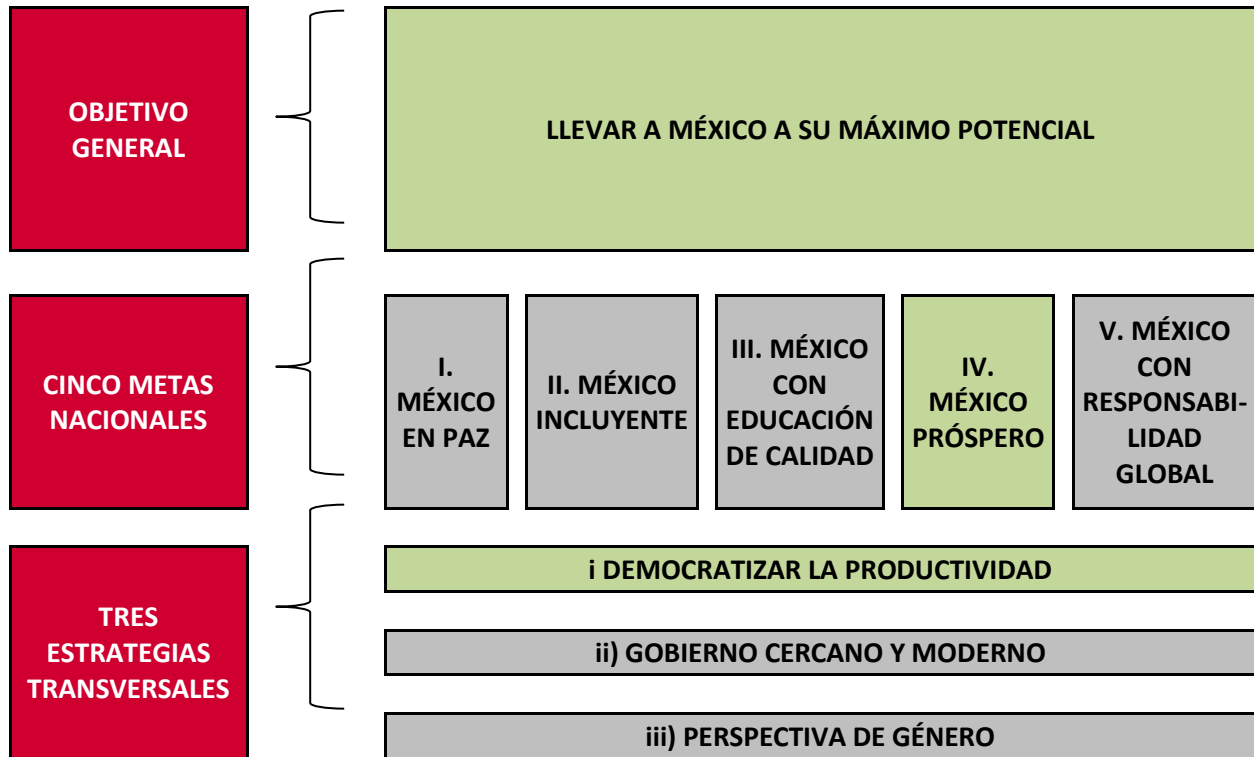 OBJETIVO
GENERAL
LLEVAR A MÉXICO A SU MÁXIMO POTENCIAL
CINCO METAS
NACIONALES
I.
MÉXICO
EN PAZ
II. MÉXICO
INCLUYENTE
III. MÉXICO
CON
EDUCACIÓN
DE CALIDAD
IV.
MÉXICO
PRÓSPERO
V. MÉXICO
CON
RESPONSABI-
LIDAD
GLOBAL
TRES
ESTRATEGIAS
TRANSVERSALES
i DEMOCRATIZAR LA PRODUCTIVIDAD
ii) GOBIERNO CERCANO Y MODERNO
iii) PERSPECTIVA DE GÉNERO